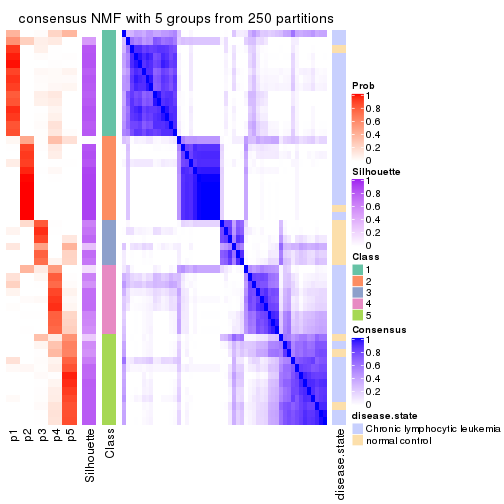 consensus NMF with 5 groups from 250 partitions
Prob
1
0.8
0.6
0.4
0.2
0
Silhouette
1
0.8
0.6
0.4
0.2
0
Class
1
2
3
4
5
Consensus
1
0.8
0.6
0.4
0.2
0
disease.state
Chronic lymphocytic leukemia
normal control
p1
p2
p3
p4
p5
Silhouette
Class
disease.state